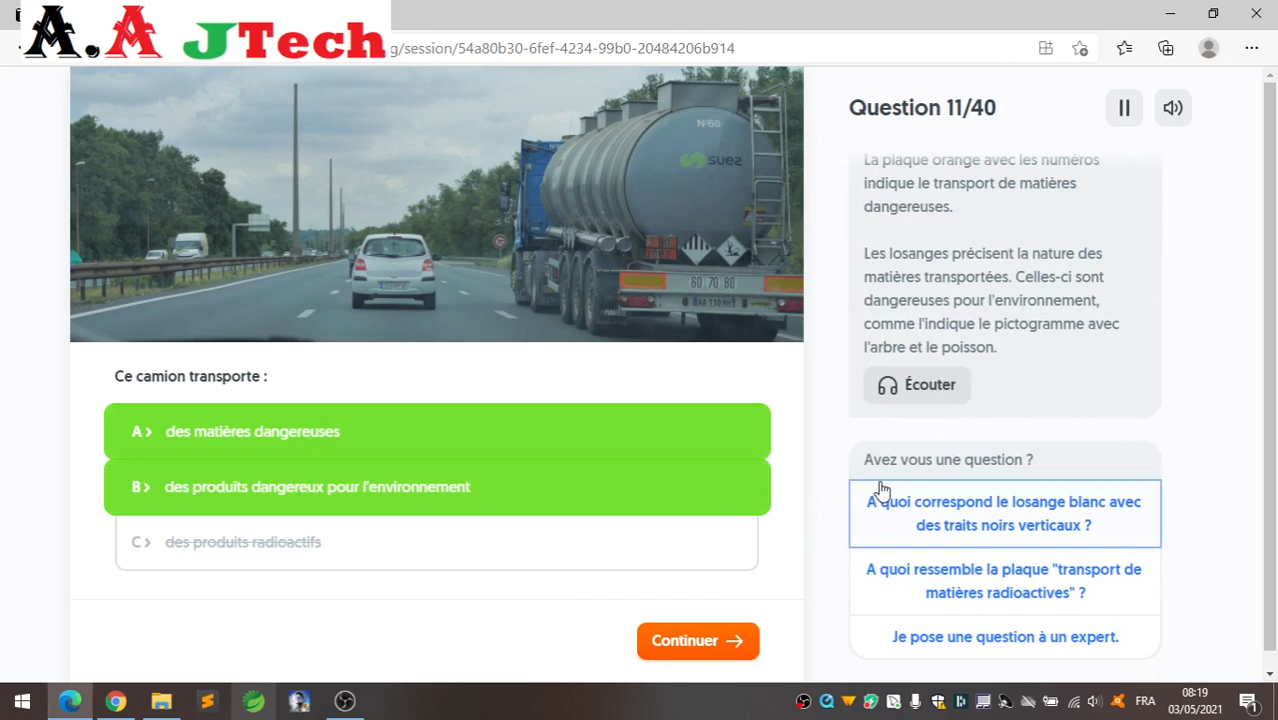 A.A JTech
g/session/54a80b30-6fef-4234-99b0-20484206b914
N°60
suez
60 70 80
Question 11/40
La plaque orange avec les numéros
indique le transport de matières
dangereuses.
Les losanges précisent la nature des
matières transportées. Celles-ci sont
dangereuses pour l'environnement,
comme l'indique le pictogramme avec
l'arbre et le poisson.
Écouter
Ce camion transporte :
A > des matières dangereuses
B > des produits dangereux pour l'environnement
C > des produits radioactifs
Continuer →
Avez vous une question ?
A quoi correspond le losange blanc avec
des traits noirs verticaux ?
A quoi ressemble la plaque "transport de
matières radioactives" ?
Je pose une question à un expert.
FRA
08:19
03/05/2021